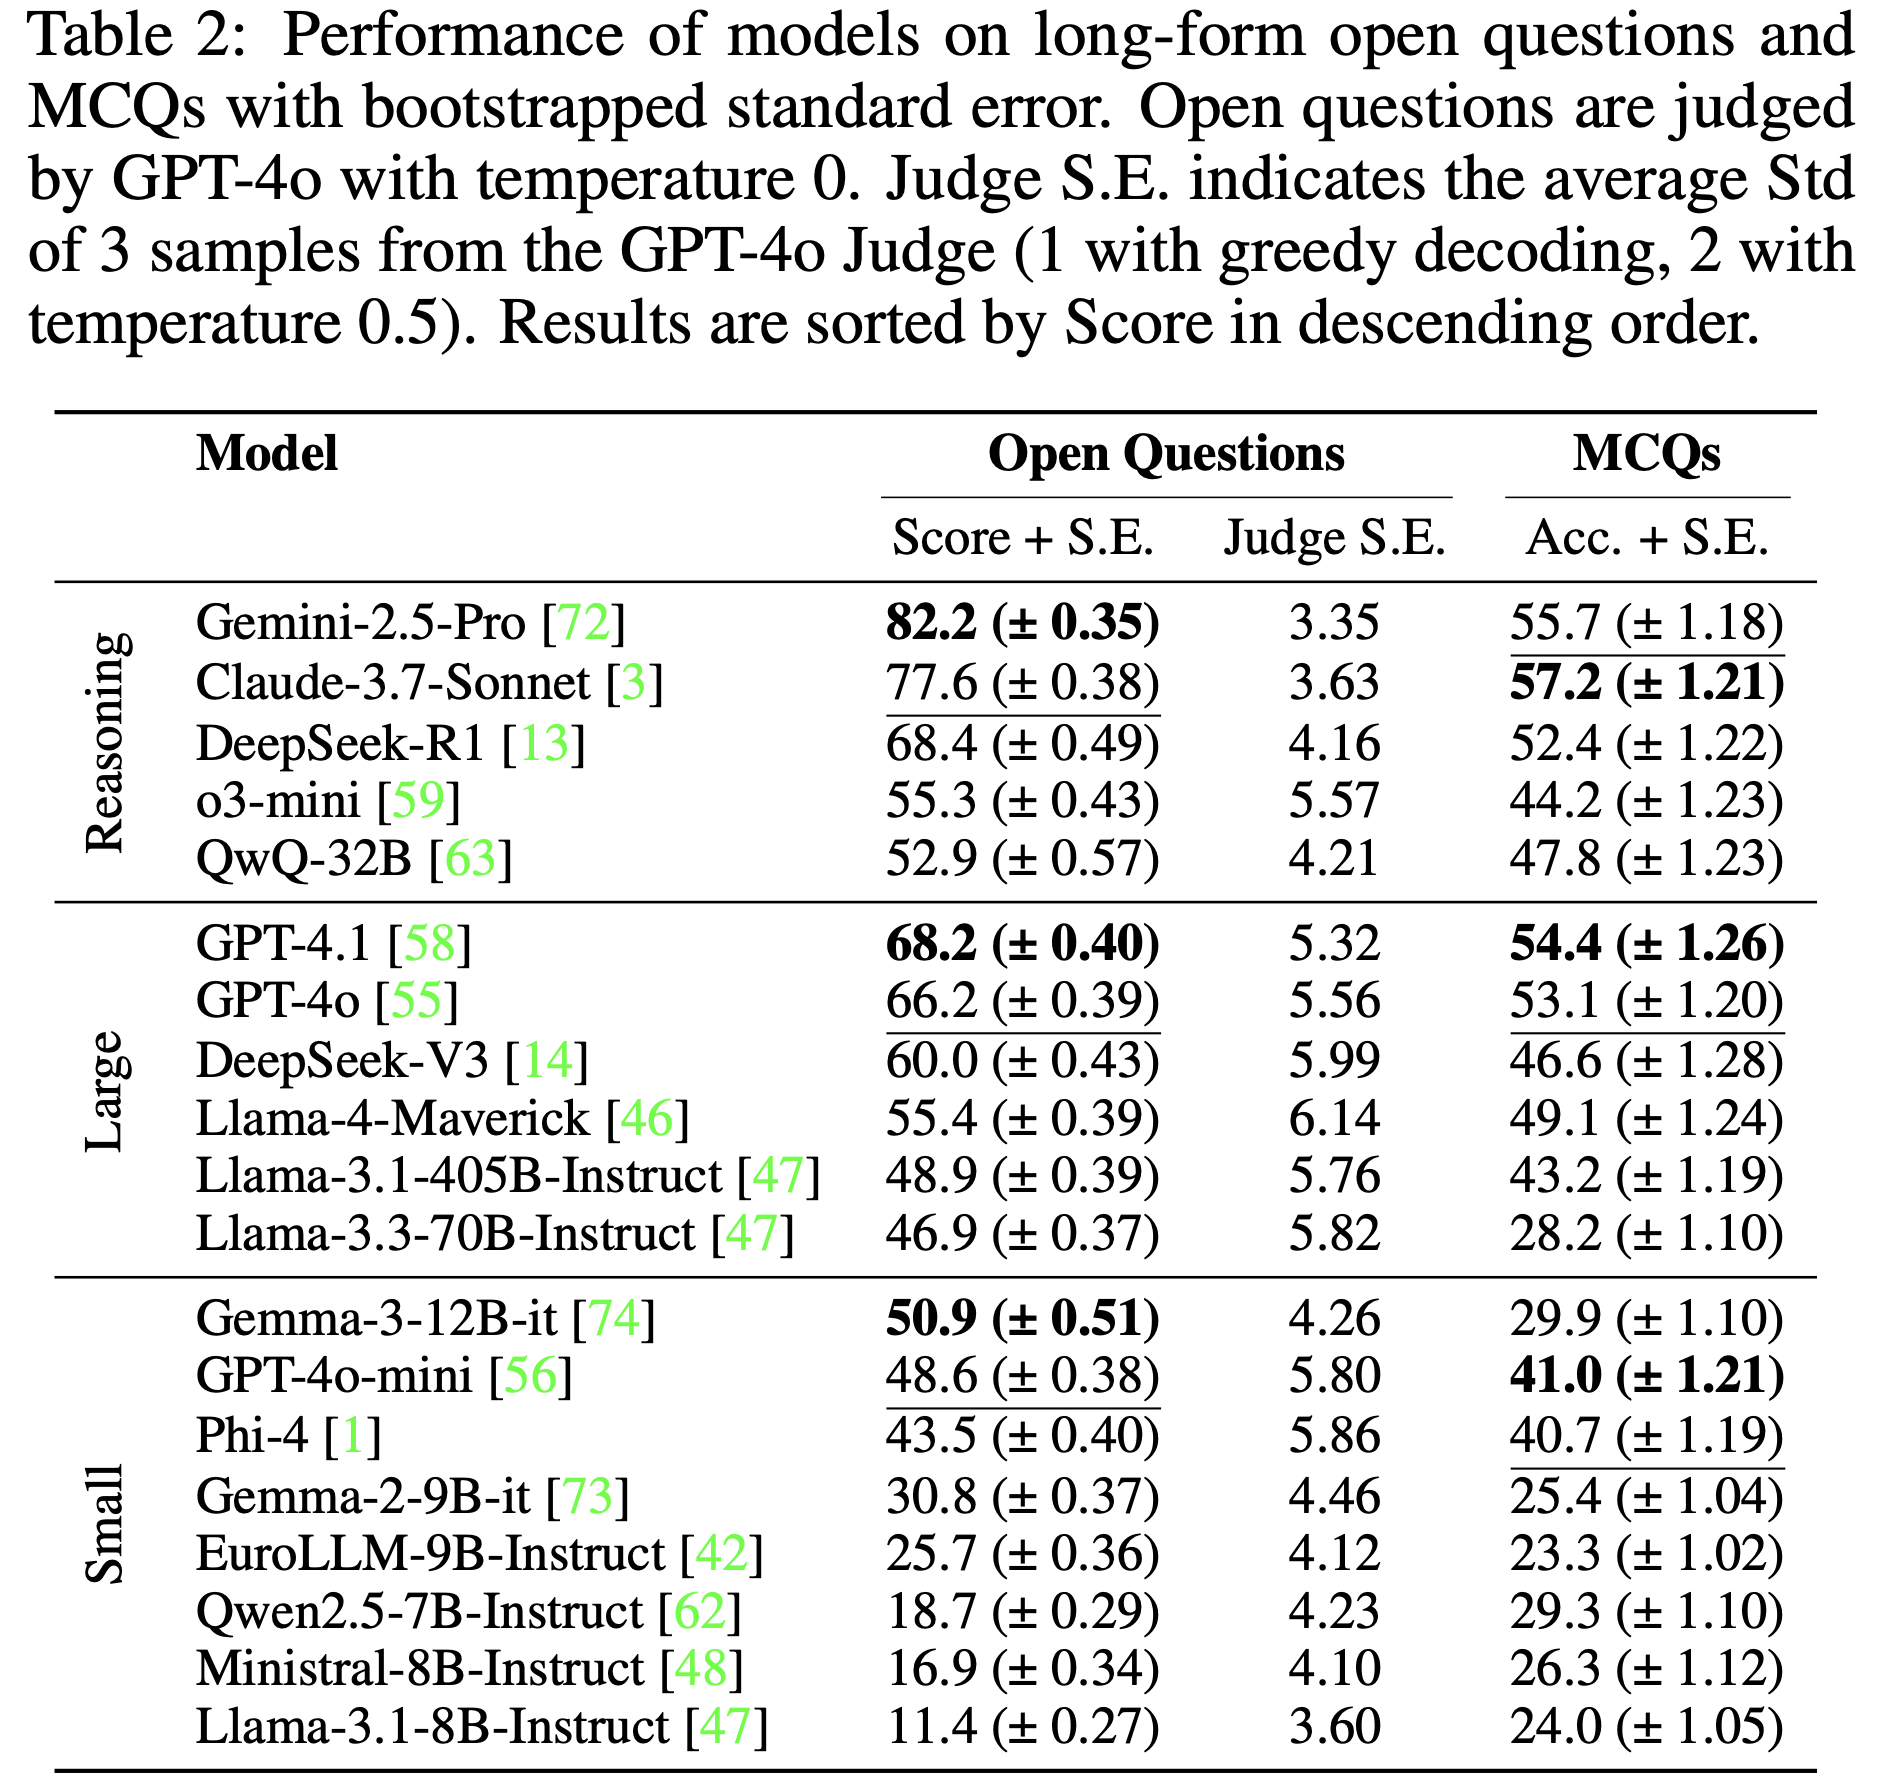 Table 2: Performance of models on long-form open questions and
MCQs with bootstrapped standard error. Open questions are judged
by GPT-4o with temperature 0. Judge S.E. indicates the average Std
of 3 samples from the GPT-4o Judge (1 with greedy decoding, 2 with
temperature 0.5). Results are sorted by Score in descending order.
Model Open Questions MCQs
Score + S.E. Judge S.E. Acc. + S.E.
Reasoning
Gemini-2.5-Pro [72] 82.2 (± 0.35) 3.35 55.7 (± 1.18)
Claude-3.7-Sonnet [3] 77.6 (± 0.38) 3.63 57.2 (± 1.21)
DeepSeek-R1 [13] 68.4 (± 0.49) 4.16 52.4 (± 1.22)
o3-mini [59] 55.3 (± 0.43) 5.57 44.2 (± 1.23)
QwQ-32B [63] 52.9 (± 0.57) 4.21 47.8 (± 1.23)
Large
GPT-4.1 [58] 68.2 (± 0.40) 5.32 54.4 (± 1.26)
GPT-4o [55] 66.2 (± 0.39) 5.56 53.1 (± 1.20)
DeepSeek-V3 [14] 60.0 (± 0.43) 5.99 46.6 (± 1.28)
Llama-4-Maverick [46] 55.4 (± 0.39) 6.14 49.1 (± 1.24)
Llama-3.1-405B-Instruct [47] 48.9 (± 0.39) 5.76 43.2 (± 1.19)
Llama-3.3-70B-Instruct [47] 46.9 (± 0.37) 5.82 28.2 (± 1.10)
Small
Gemma-3-12B-it [74] 50.9 (± 0.51) 4.26 29.9 (± 1.10)
GPT-4o-mini [56] 48.6 (± 0.38) 5.80 41.0 (± 1.21)
Phi-4 [1] 43.5 (± 0.40) 5.86 40.7 (± 1.19)
Gemma-2-9B-it [73] 30.8 (± 0.37) 4.46 25.4 (± 1.04)
EuroLLM-9B-Instruct [42] 25.7 (± 0.36) 4.12 23.3 (± 1.02)
Qwen2.5-7B-Instruct [62] 18.7 (± 0.29) 4.23 29.3 (± 1.10)
Ministral-8B-Instruct [48] 16.9 (± 0.34) 4.10 26.3 (± 1.12)
Llama-3.1-8B-Instruct [47] 11.4 (± 0.27) 3.60 24.0 (± 1.05)